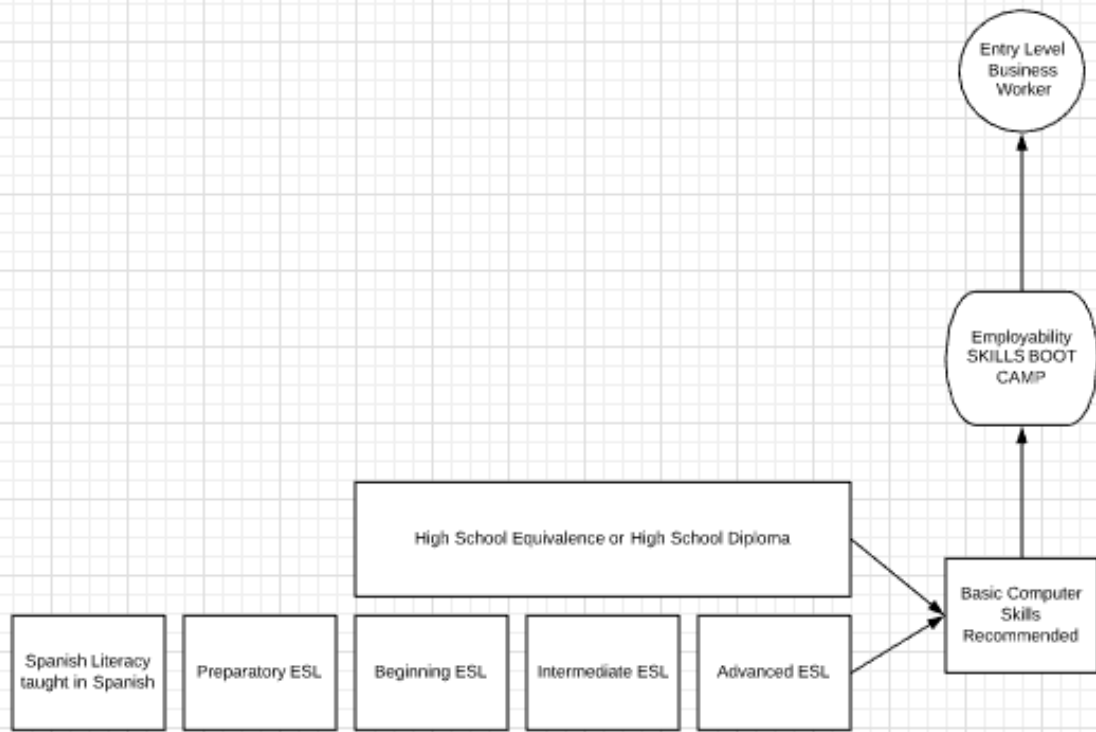 Entry Level
Business
Worker
Employability
SKILLS BOOT
CAMP
High School Equivalence or High School Diploma
Basic Computer
Skills
Recommended
Spanish Literacy
taught in Spanish
Preparatory ESL
Beginning ESL
Intermediate ESL
Advanced ESL